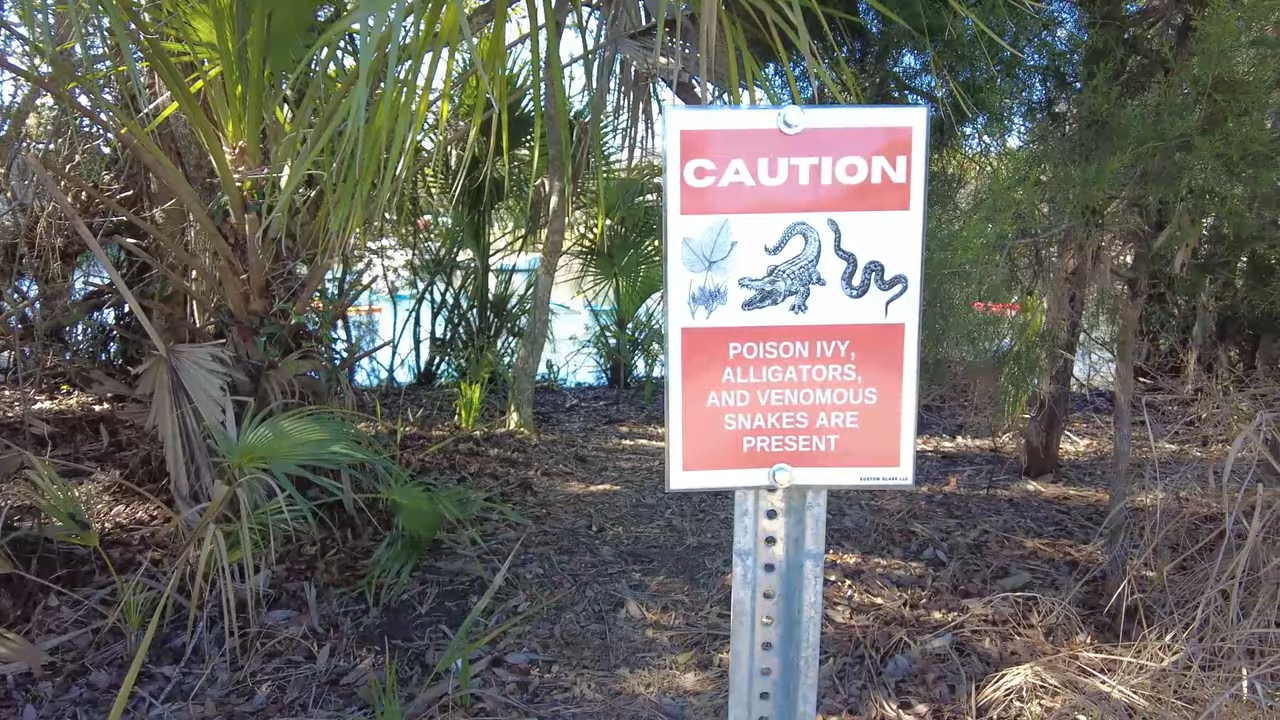 CAUTION
POISON IVY,
ALLIGATORS,
AND VENOMOUS
SNAKES ARE
PRESENT